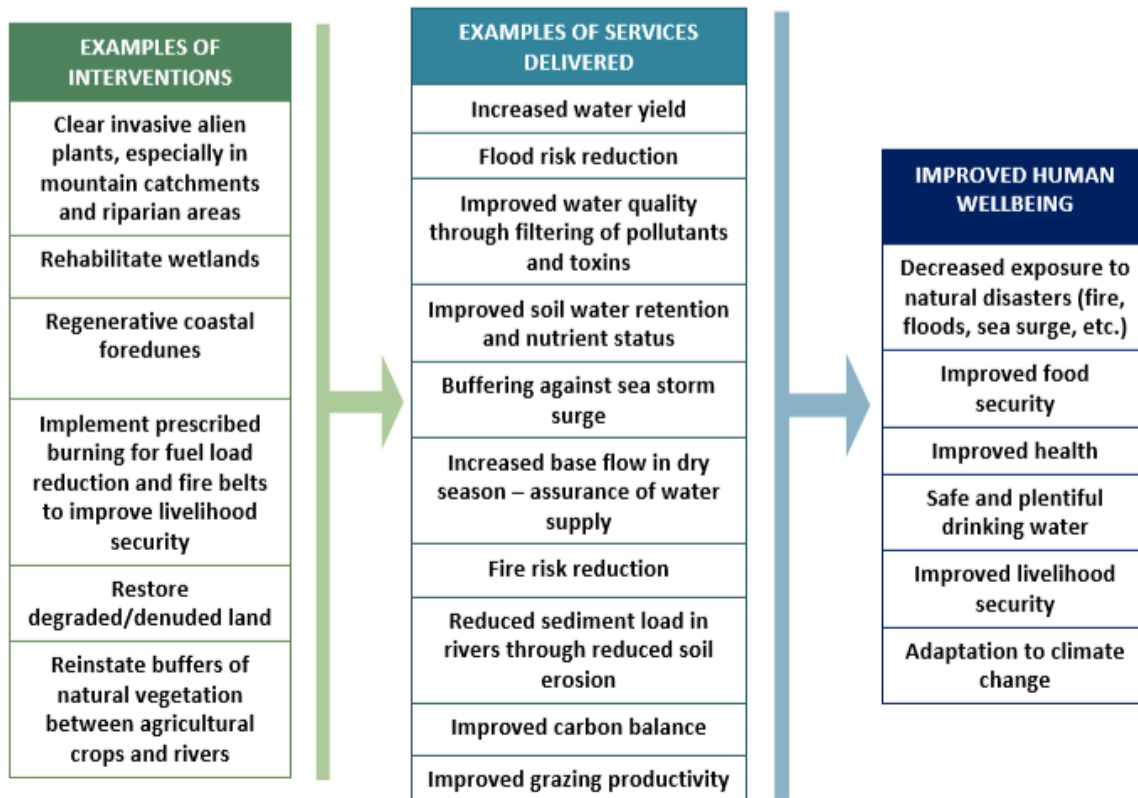 EXAMPLES OF
INTERVENTIONS
Clear invasive alien
plants, especially in
mountain catchments
and riparian areas
Rehabilitate wetlands
Regenerative coastal
foredunes
Implement prescribed
burning for fuel load
reduction and fire belts
to improve livelihood
security
Restore
degraded/denuded land
Reinstate buffers of
natural vegetation
between agricultural
crops and rivers
EXAMPLES OF SERVICES
DELIVERED
Increased water yield
Flood risk reduction
Improved water quality
through filtering of pollutants
and toxins
Improved soil water retention
and nutrient status
Buffering against sea storm
surge
Increased base flow in dry
season – assurance of water
supply
Fire risk reduction
Reduced sediment load in
rivers through reduced soil
erosion
Improved carbon balance
Improved grazing productivity
IMPROVED HUMAN
WELLBEING
Decreased exposure to
natural disasters (fire,
floods, sea surge, etc.)
Improved food
security
Improved health
Safe and plentiful
drinking water
Improved livelihood
security
Adaptation to climate
change